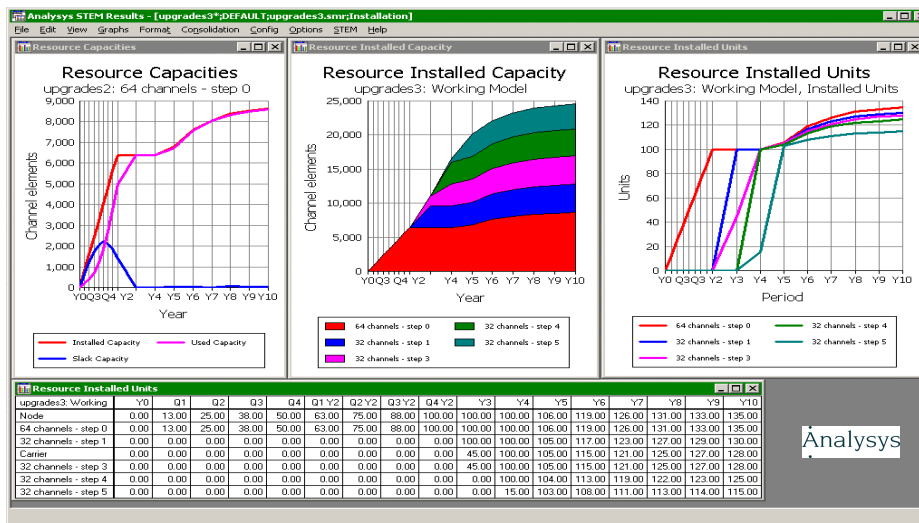 Analysys STEM Results - [upgrades3*;DEFAULT;upgrades3.smr;Installation]
File Edit View Graphs Format Consolidation Config Options STEM Help
Resource Capacities
Resource Capacities
upgrades2: 64 channels - step 0
9,000
8,000
7,000
6,000
5,000
4,000
3,000
2,000
1,000
0
Channel elements
Y0 Q3 Q4 Y2 Y4 Y5 Y6 Y7 Y8 Y9 Y10
Year
Installed Capacity Used Capacity
Slack Capacity
Resource Installed Capacity
Resource Installed Capacity
upgrades3: Working Model
25,000
20,000
15,000
10,000
5,000
0
Channel elements
Y0 Q3 Q4 Y2 Y4 Y5 Y6 Y7 Y8 Y9 Y10
Year
64 channels - step 0 32 channels - step 4
32 channels - step 1 32 channels - step 5
32 channels - step 3
Resource Installed Units
Resource Installed Units
upgrades3: Working Model, Installed Units
140
120
100
80
60
40
20
0
Units
Y0 Q3 Q4 Y2 Y3 Y4 Y5 Y6 Y7 Y8 Y9 Y10
Period
64 channels - step 0 32 channels - step 4
32 channels - step 1 32 channels - step 5
32 channels - step 3
Resource Installed Units
upgrades3: Working Y0 Q1 Q2 Q3 Q4 Q1 Y2 Q2 Y2 Q3 Y2 Q4 Y2 Y3 Y4 Y5 Y6 Y7 Y8 Y9 Y10
Node 0.00 13.00 25.00 38.00 50.00 63.00 75.00 88.00 100.00 100.00 100.00 106.00 119.00 126.00 131.00 133.00 135.00
64 channels - step 0 0.00 13.00 25.00 38.00 50.00 63.00 75.00 88.00 100.00 100.00 100.00 106.00 119.00 126.00 131.00 133.00 135.00
32 channels - step 1 0.00 0.00 0.00 0.00 0.00 0.00 0.00 0.00 0.00 100.00 100.00 105.00 117.00 123.00 127.00 129.00 130.00
Carrier 0.00 0.00 0.00 0.00 0.00 0.00 0.00 0.00 0.00 45.00 100.00 105.00 115.00 121.00 125.00 127.00 128.00
32 channels - step 3 0.00 0.00 0.00 0.00 0.00 0.00 0.00 0.00 0.00 45.00 100.00 105.00 115.00 121.00 125.00 127.00 128.00
32 channels - step 4 0.00 0.00 0.00 0.00 0.00 0.00 0.00 0.00 0.00 0.00 100.00 104.00 113.00 119.00 122.00 123.00 125.00
32 channels - step 5 0.00 0.00 0.00 0.00 0.00 0.00 0.00 0.00 0.00 0.00 15.00 103.00 108.00 111.00 113.00 114.00 115.00
Analysys